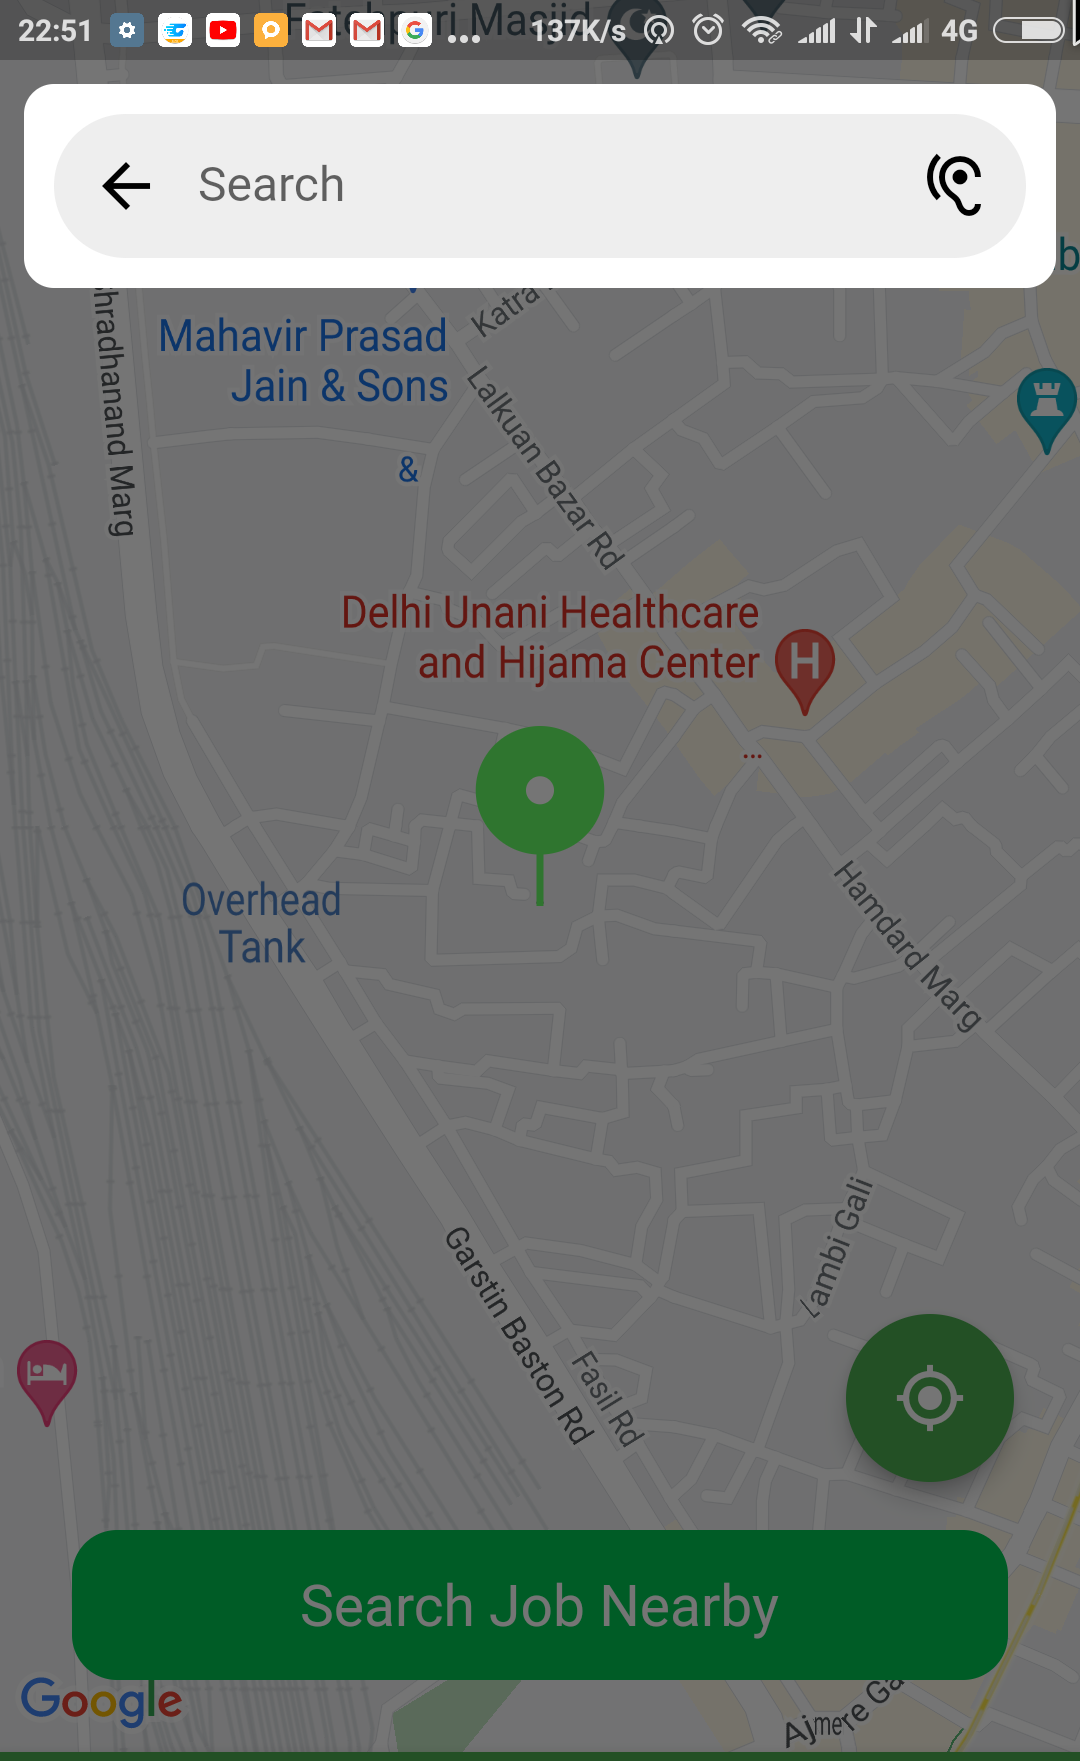 22:51 137K/s 4G
Fatehpuri Masjid
Search
b
Katra
Mahavir Prasad
Jain & Sons
&
Shradhanand Marg
Lalkuan Bazar Rd
Delhi Unani Healthcare
and Hijama Center
H
...
Overhead
Tank
Hamdard Marg
Lambi Gali
Garstin Baston Rd
Fasil Rd
Search Job Nearby
Google
Ajmere Ga